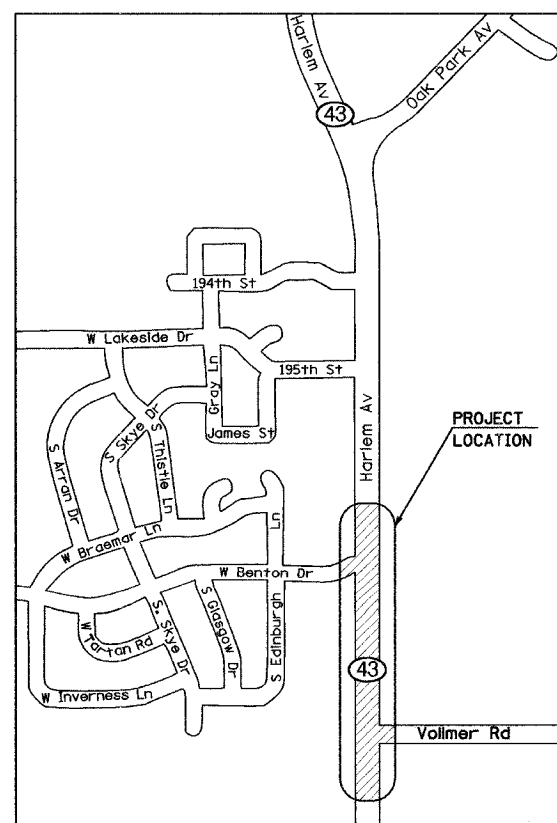 Harlem Av
43
Oak Park Av
194th St
W Lakeside Dr
Gray Ln
195th St
James St
Harlem Av
PROJECT
LOCATION
S Skye Dr
S Thistle Ln
S Arran Dr
W Braemar Ln
Ln
W Benton Dr
S Edinburgh
S Glasgow Dr
S. Skye Dr
W Tartan Rd
W Inverness Ln
43
Vollmer Rd